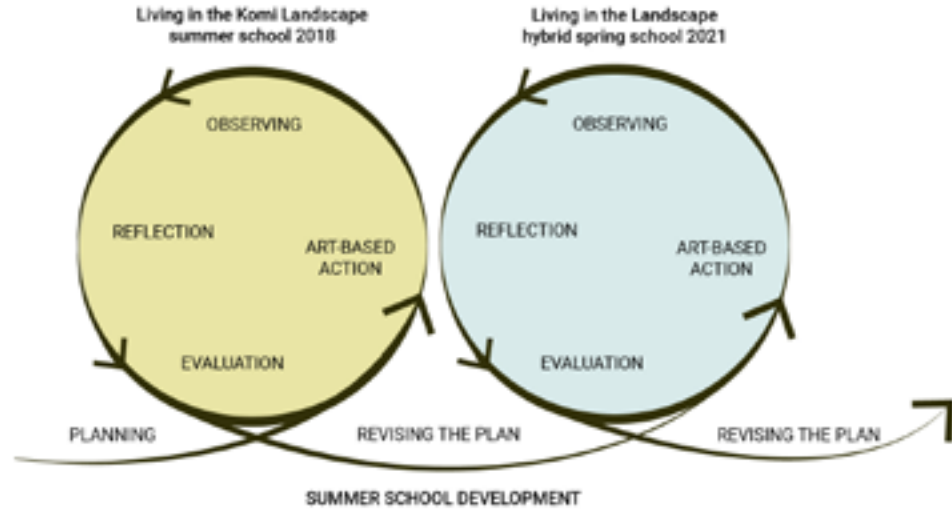 Living in the Komi Landscape
summer school 2018
Living in the Landscape
hybrid spring school 2021
OBSERVING
REFLECTION
ART-BASED
ACTION
EVALUATION
OBSERVING
REFLECTION
ART-BASED
ACTION
EVALUATION
PLANNING
REVISING THE PLAN
REVISING THE PLAN
SUMMER SCHOOL DEVELOPMENT